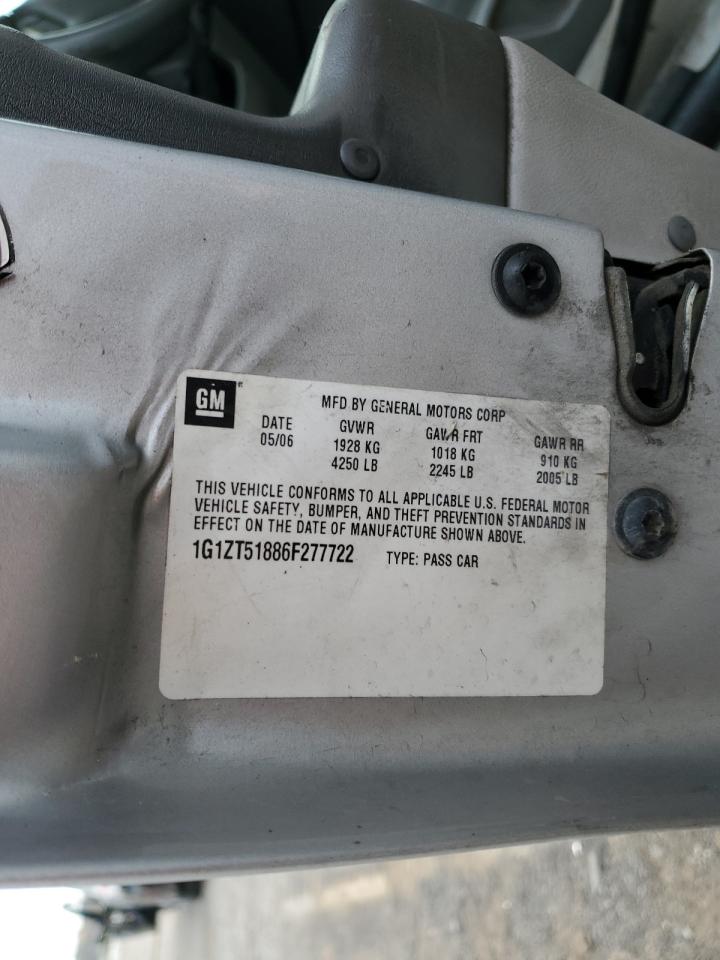 GM
MFD BY GENERAL MOTORS CORP
DATE GVWR GAWR FRT GAWR RR
05/06 1928 KG 1018 KG 910 KG
4250 LB 2245 LB 2005 LB
THIS VEHICLE CONFORMS TO ALL APPLICABLE U.S. FEDERAL MOTOR
VEHICLE SAFETY, BUMPER, AND THEFT PREVENTION STANDARDS IN
EFFECT ON THE DATE OF MANUFACTURE SHOWN ABOVE.
1G1ZT51886F277722 TYPE: PASS CAR